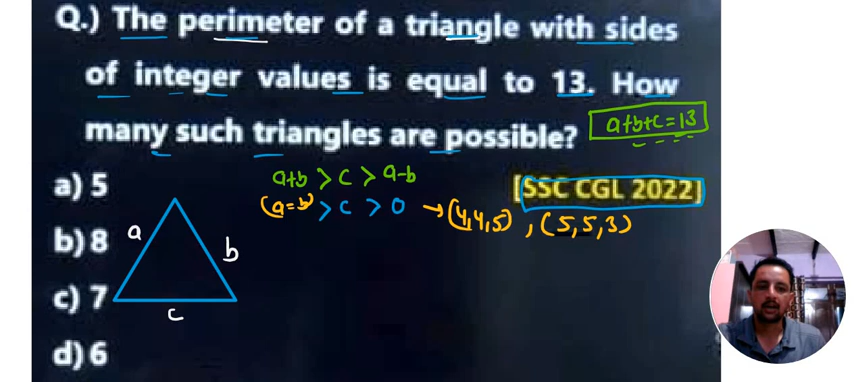 Q.) The perimeter of a triangle with sides
of integer values is equal to 13. How
many such triangles are possible?
a+b+c=13
a) 5
a+b > c > a-b
[SSC CGL 2022]
(a=b) > c > 0 → (4,4,5) , (5,5,3)
a
b
b) 8
c) 7
c
d) 6